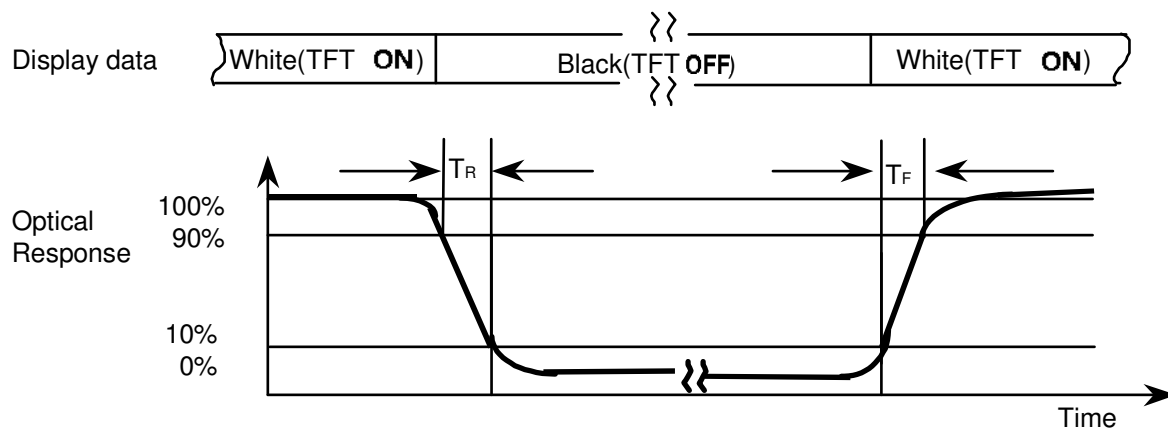 Display data
White(TFT ON)
Black(TFT OFF)
White(TFT ON)
TR
TF
Optical
Response
100%
90%
10%
0%
Time